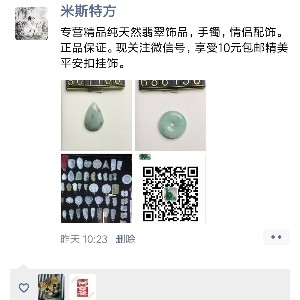 米斯特方
专营精品纯天然翡翠饰品，手镯，情侣配饰。
正品保证。现关注微信号，享受10元包邮精美
平安扣挂饰。
昨天 10:23 删除